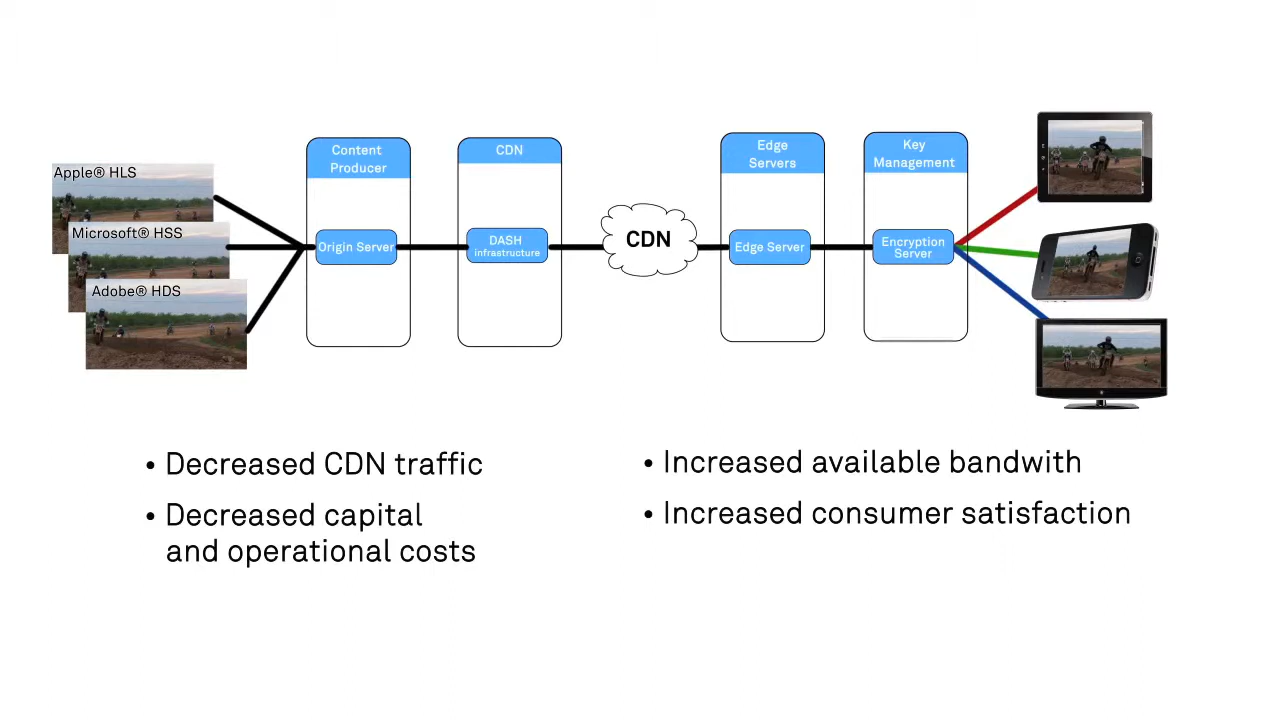 Apple® HLS
Microsoft® HSS
Adobe® HDS
Content
Producer
Origin Server
CDN
DASH
infrastructure
CDN
Edge
Servers
Edge Server
Key
Management
Encryption
Server
• Decreased CDN traffic
• Decreased capital
and operational costs
• Increased available bandwith
• Increased consumer satisfaction